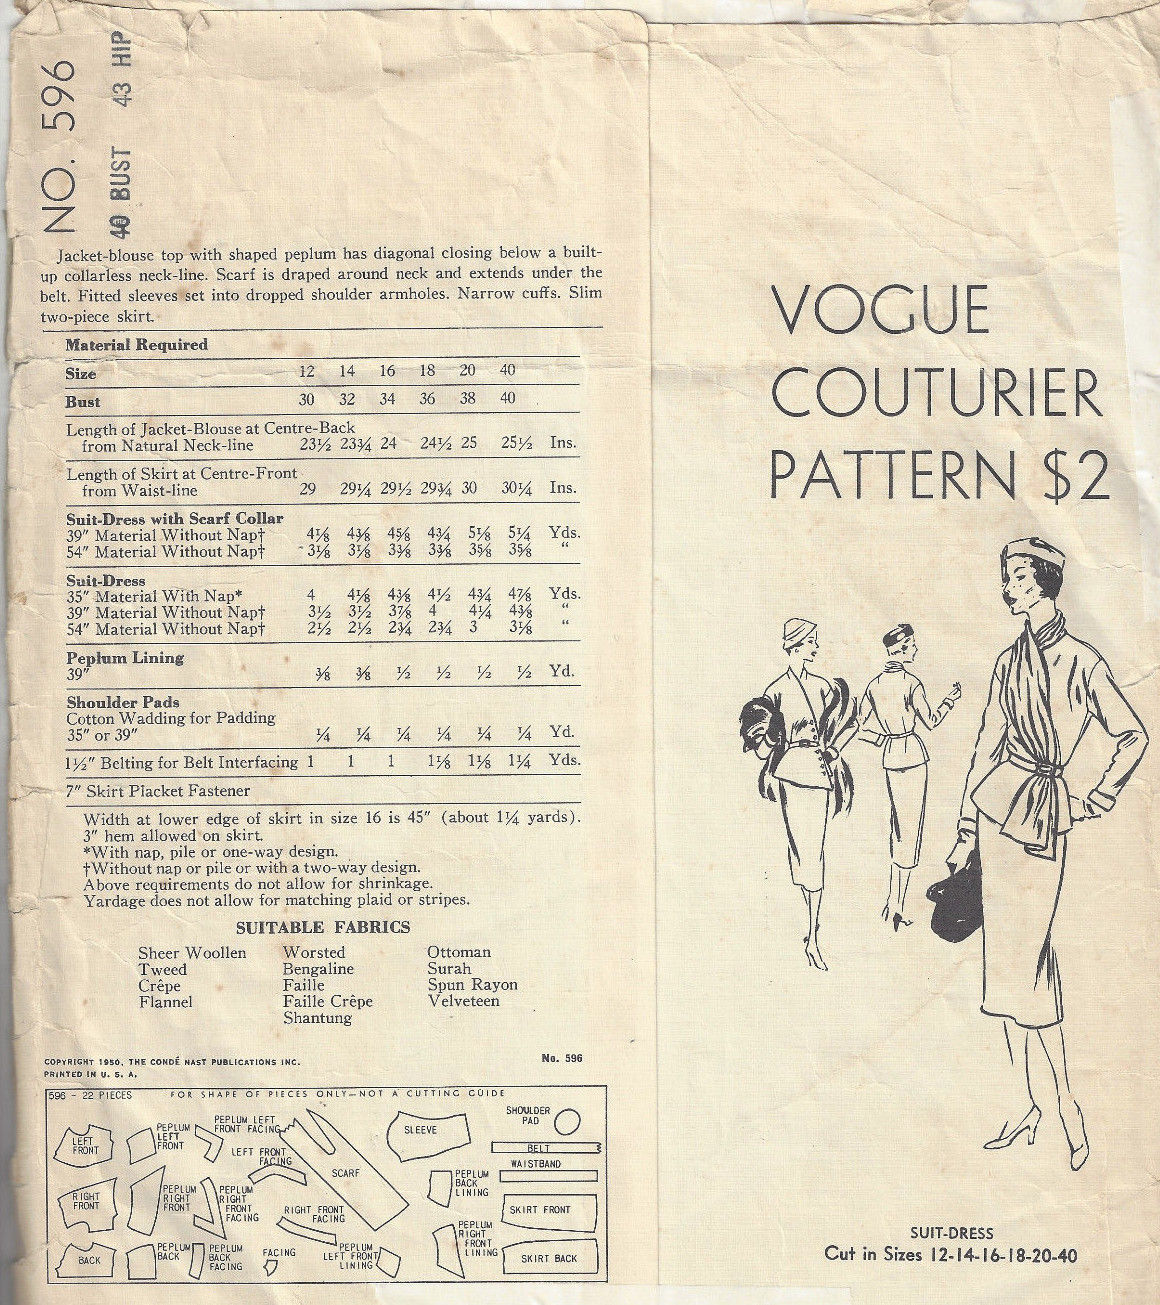 NO. 596
40 BUST 43 HIP
Jacket-blouse top with shaped peplum has diagonal closing below a built-
up collarless neck-line. Scarf is draped around neck and extends under the
belt. Fitted sleeves set into dropped shoulder armholes. Narrow cuffs. Slim
two-piece skirt.
Material Required
Size 12 14 16 18 20 40
Bust 30 32 34 36 38 40
Length of Jacket-Blouse at Centre-Back
from Natural Neck-line 23½ 23¾ 24 24½ 25 25½ Ins.
Length of Skirt at Centre-Front
from Waist-line 29 29¼ 29½ 29¾ 30 30¼ Ins.
Suit-Dress with Scarf Collar
39″ Material Without Nap† 4⅛ 4⅜ 4⅝ 4¾ 5⅛ 5¼ Yds.
54″ Material Without Nap† 3⅛ 3⅛ 3⅜ 3⅜ 3⅝ 3⅝ “
Suit-Dress
35″ Material With Nap* 4 4⅛ 4⅜ 4½ 4¾ 4⅞ Yds.
39″ Material Without Nap† 3½ 3½ 3⅞ 4 4¼ 4⅜ “
54″ Material Without Nap† 2½ 2½ 2¾ 2¾ 3 3⅛ “
Peplum Lining
39″ ⅜ ⅜ ½ ½ ½ ½ Yd.
Shoulder Pads
Cotton Wadding for Padding
35″ or 39″ ¼ ¼ ¼ ¼ ¼ ¼ Yd.
1½″ Belting for Belt Interfacing 1 1 1 1⅛ 1⅛ 1¼ Yds.
7″ Skirt Placket Fastener
Width at lower edge of skirt in size 16 is 45″ (about 1¼ yards).
3″ hem allowed on skirt.
*With nap, pile or one-way design.
†Without nap or pile or with a two-way design.
Above requirements do not allow for shrinkage.
Yardage does not allow for matching plaid or stripes.
SUITABLE FABRICS
Sheer Woollen Worsted Ottoman
Tweed Bengaline Surah
Crêpe Faille Spun Rayon
Flannel Faille Crêpe Velveteen
Shantung
COPYRIGHT 1950, THE CONDÉ NAST PUBLICATIONS INC. No. 596
PRINTED IN U. S. A.
596 - 22 PIECES FOR SHAPE OF PIECES ONLY—NOT A CUTTING GUIDE
LEFT
FRONT
PEPLUM
LEFT
FRONT
PEPLUM LEFT
FRONT FACING
LEFT FRONT
FACING
SCARF
SLEEVE
SHOULDER
PAD
BELT
WAISTBAND
RIGHT
FRONT
PEPLUM
RIGHT
FRONT
PEPLUM
RIGHT
FRONT
FACING
RIGHT FRONT
FACING
PEPLUM
BACK
LINING
SKIRT FRONT
BACK
PEPLUM
BACK
PEPLUM
BACK
FACING
FACING
PEPLUM
LEFT FRONT
LINING
PEPLUM
RIGHT
FRONT
LINING
SKIRT BACK
VOGUE
COUTURIER
PATTERN $2
SUIT-DRESS
Cut in Sizes 12-14-16-18-20-40